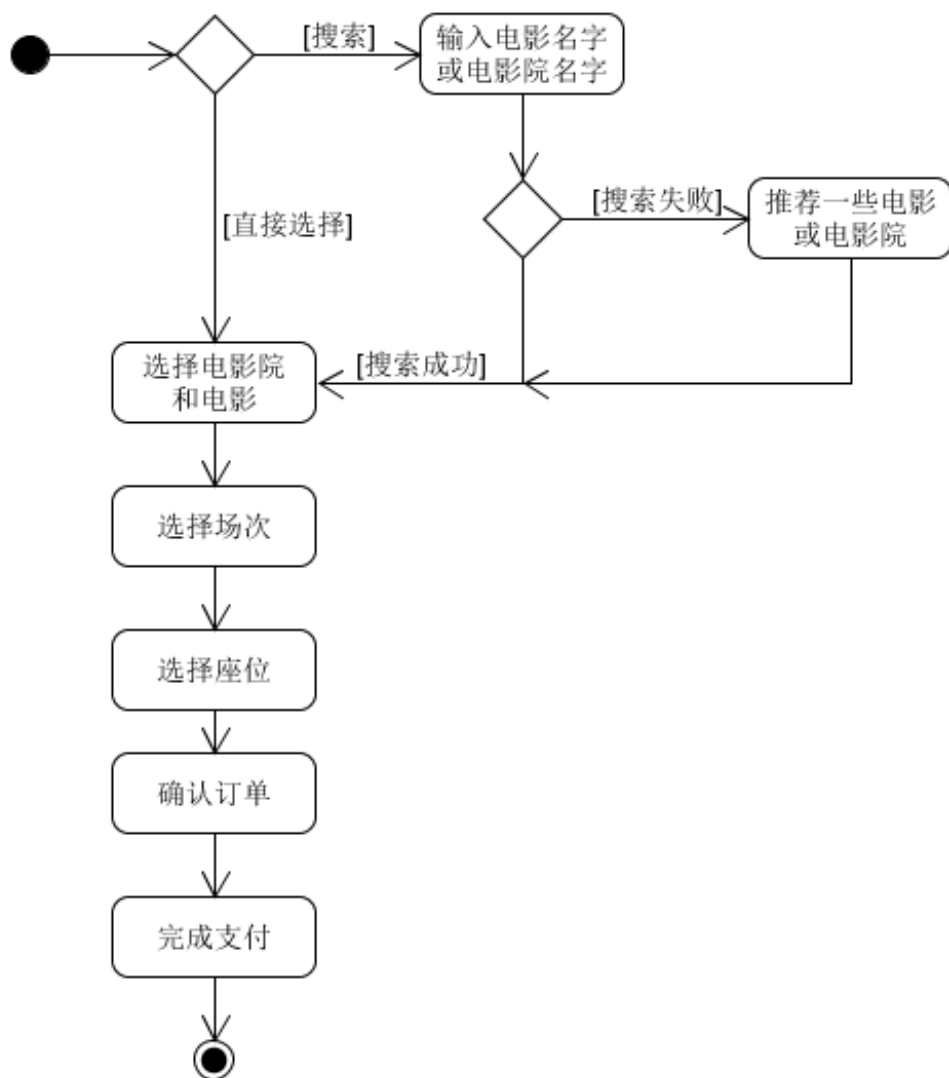 [搜索]
输入电影名字
或电影院名字
[直接选择]
[搜索失败]
推荐一些电影
或电影院
[搜索成功]
选择电影院
和电影
选择场次
选择座位
确认订单
完成支付